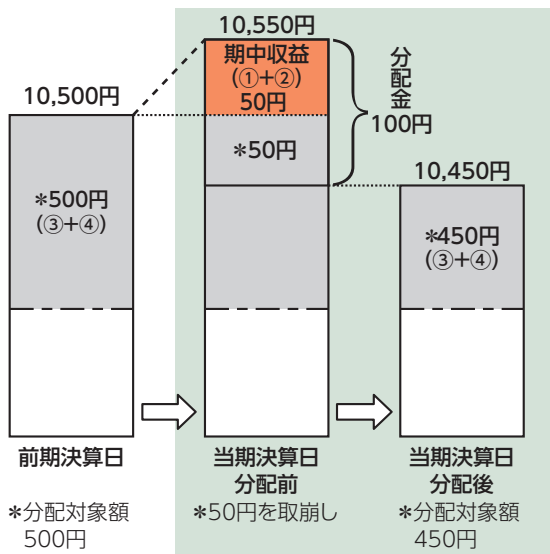 10,500円
*500円
(③+④)
前期決算日
*分配対象額
500円
10,550円
期中収益
(①+②)
50円
*50円
分配金
100円
当期決算日
分配前
*50円を取崩し
10,450円
*450円
(③+④)
当期決算日
分配後
*分配対象額
450円